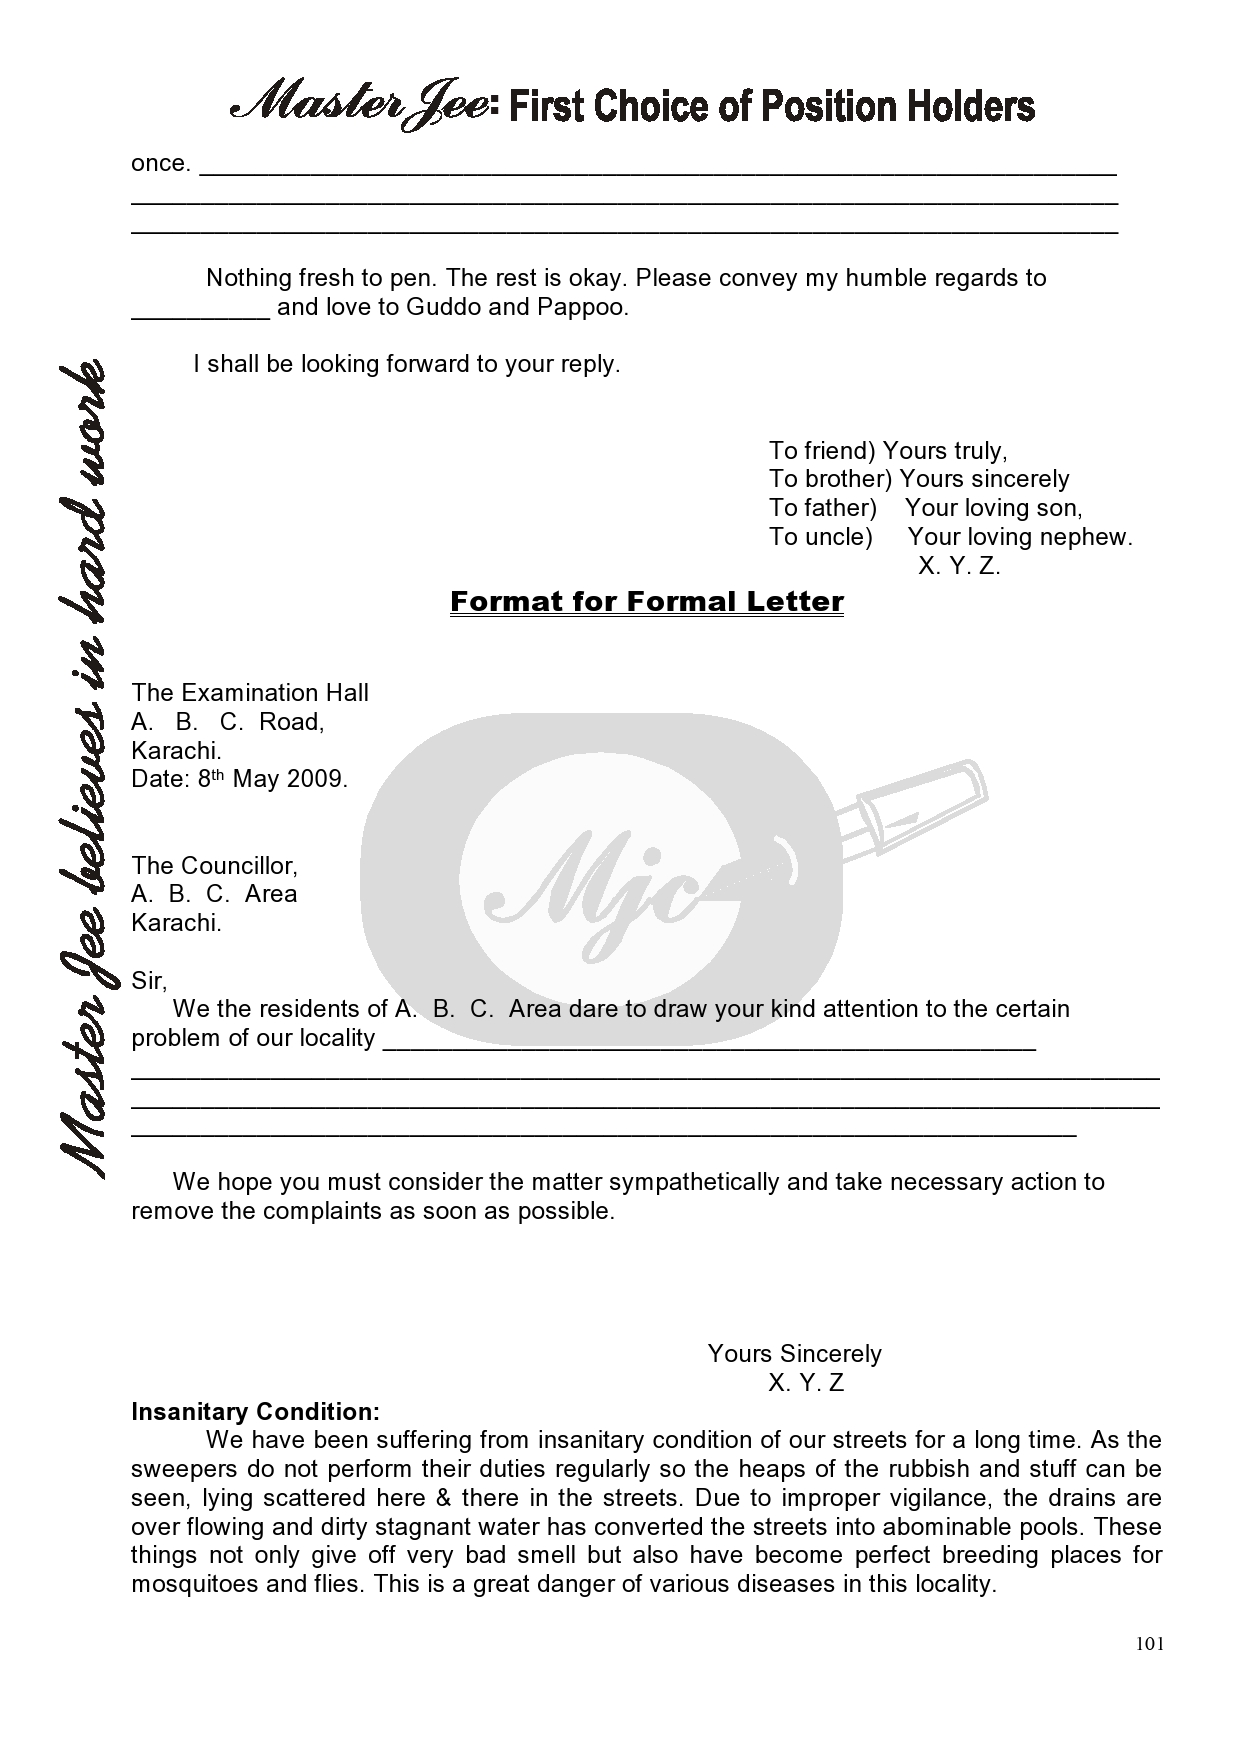 Master Jee: First Choice of Position Holders
once. ___________________________________________________________________
________________________________________________________________________
________________________________________________________________________
Nothing fresh to pen. The rest is okay. Please convey my humble regards to
__________ and love to Guddo and Pappoo.
I shall be looking forward to your reply.
To friend) Yours truly,
To brother) Yours sincerely
To father) Your loving son,
To uncle) Your loving nephew.
X. Y. Z.
Format for Formal Letter
The Examination Hall
A. B. C. Road,
Karachi.
Date: 8th May 2009.
The Councillor,
A. B. C. Area
Karachi.
Sir,
We the residents of A. B. C. Area dare to draw your kind attention to the certain
problem of our locality ________________________________________________
___________________________________________________________________________
___________________________________________________________________________
_____________________________________________________________________
We hope you must consider the matter sympathetically and take necessary action to
remove the complaints as soon as possible.
Yours Sincerely
X. Y. Z
Insanitary Condition:
We have been suffering from insanitary condition of our streets for a long time. As the
sweepers do not perform their duties regularly so the heaps of the rubbish and stuff can be
seen, lying scattered here & there in the streets. Due to improper vigilance, the drains are
over flowing and dirty stagnant water has converted the streets into abominable pools. These
things not only give off very bad smell but also have become perfect breeding places for
mosquitoes and flies. This is a great danger of various diseases in this locality.
101
Master Jee believes in hard work
Mjc